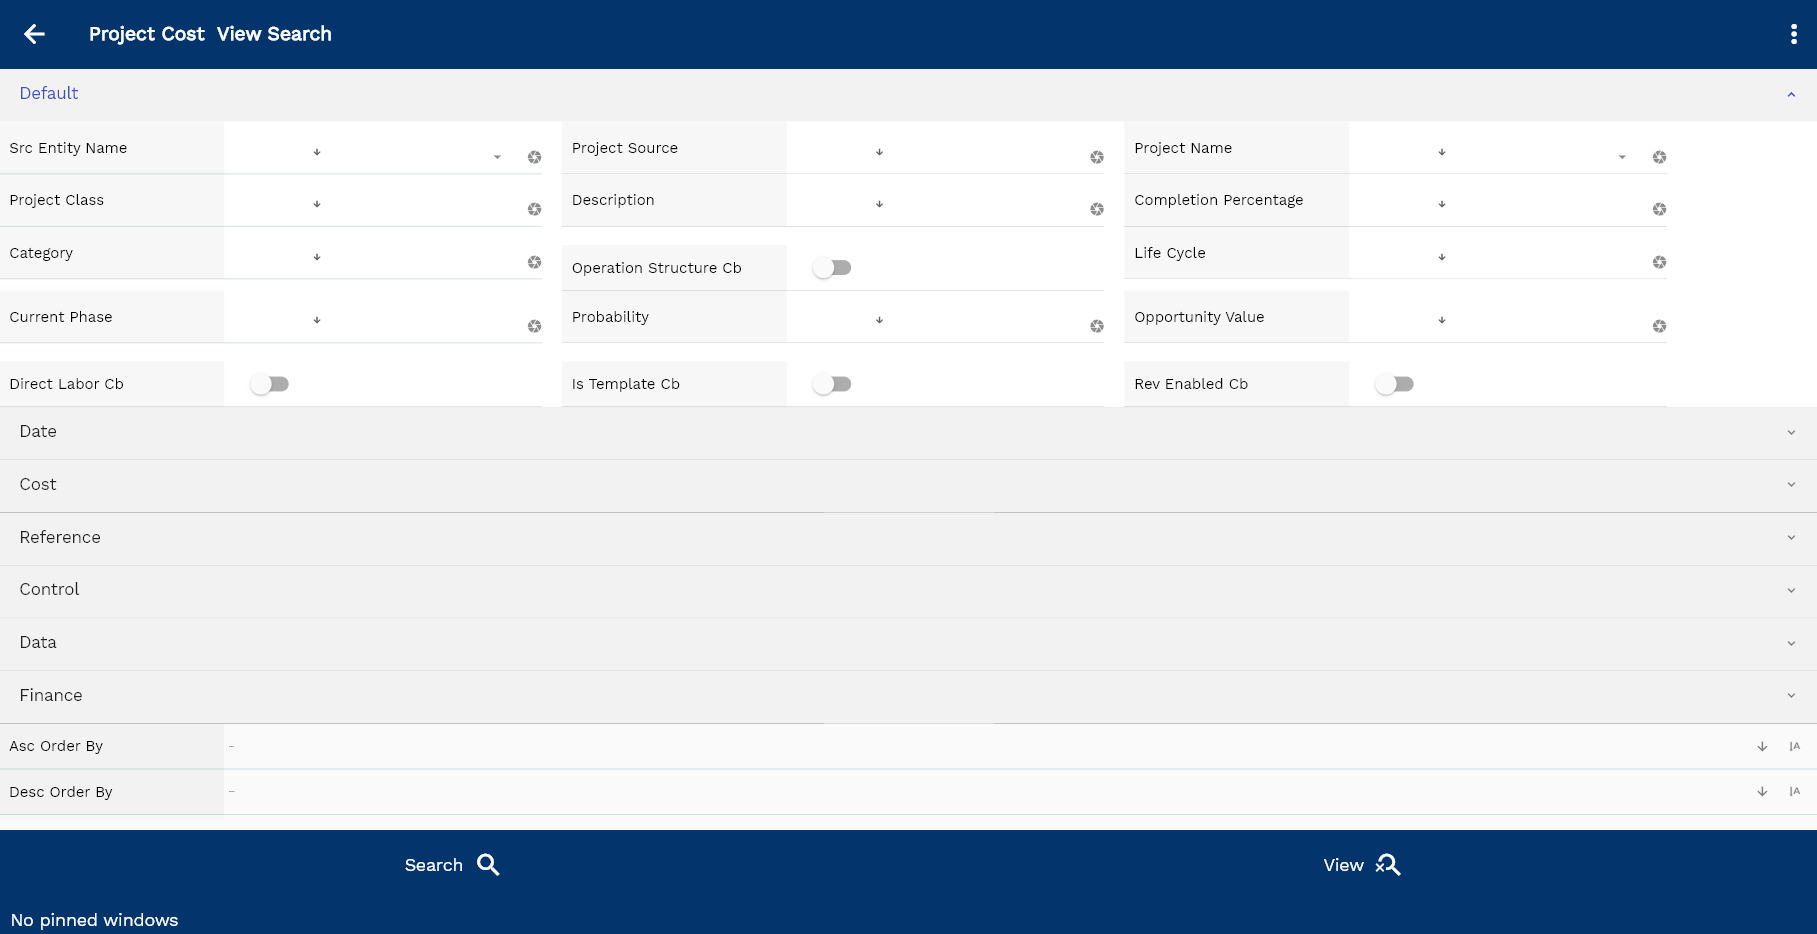 Project Cost  View Search
Default
Src Entity Name
Project Source
Project Name
Project Class
Description
Completion Percentage
Category
Operation Structure Cb
Life Cycle
Current Phase
Probability
Opportunity Value
Direct Labor Cb
Is Template Cb
Rev Enabled Cb
Date
Cost
Reference
Control
Data
Finance
Asc Order By –
Desc Order By –
Search
View
No pinned windows